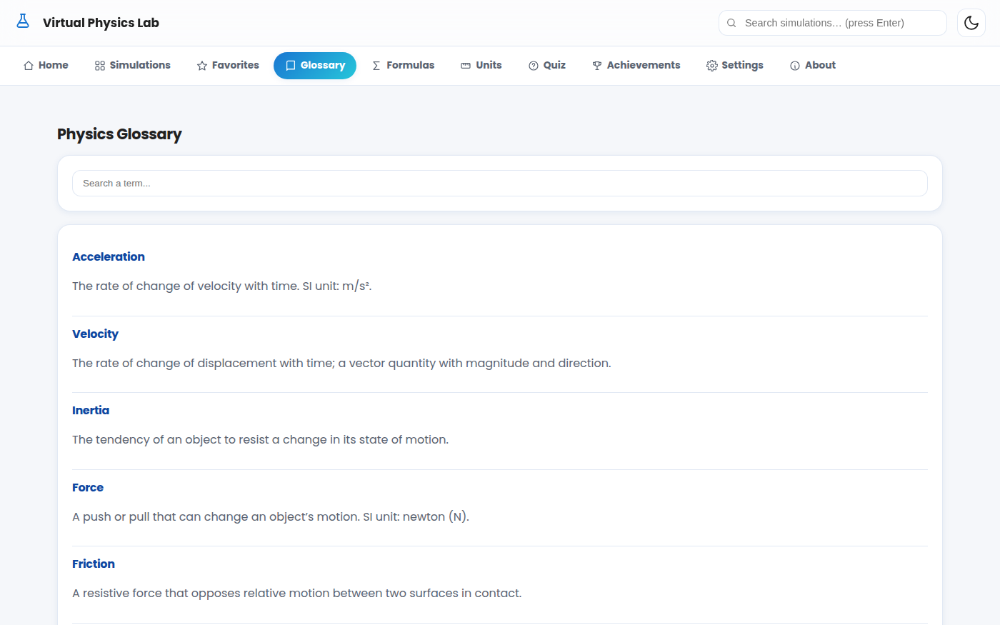 Virtual Physics Lab
Search simulations… (press Enter)
Home
Simulations
Favorites
Glossary
Formulas
Units
Quiz
Achievements
Settings
About
Physics Glossary
Search a term...
Acceleration
The rate of change of velocity with time. SI unit: m/s².
Velocity
The rate of change of displacement with time; a vector quantity with magnitude and direction.
Inertia
The tendency of an object to resist a change in its state of motion.
Force
A push or pull that can change an object’s motion. SI unit: newton (N).
Friction
A resistive force that opposes relative motion between two surfaces in contact.